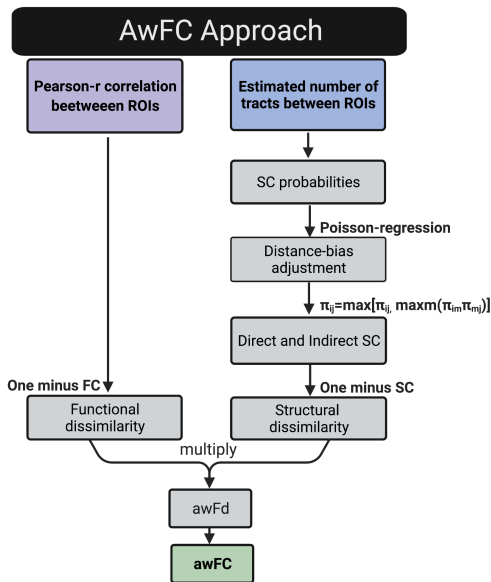 AwFC Approach
Pearson-r correlation
beetweeen ROIs
Estimated number of
tracts between ROIs
SC probabilities
Poisson-regression
Distance-bias
adjustment
πij=max[πij, maxm(πimπmj)]
Direct and Indirect SC
One minus FC
One minus SC
Functional
dissimilarity
Structural
dissimilarity
multiply
awFd
awFC